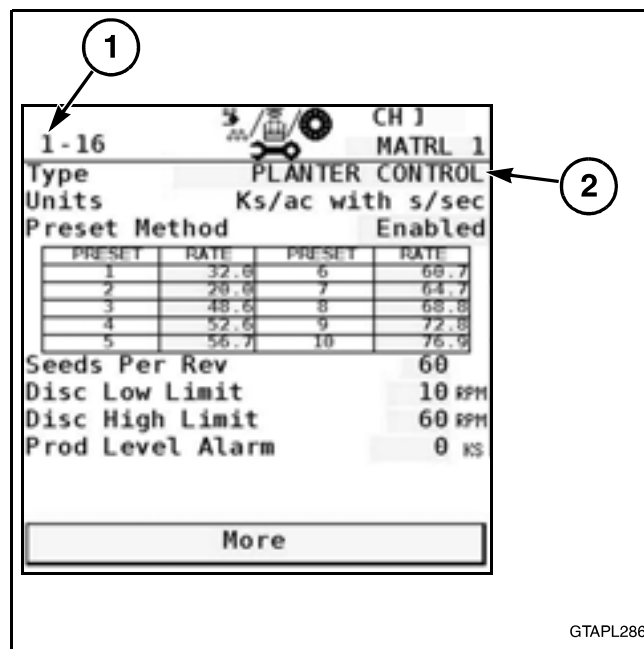 1
CH 1
1-16
MATRL 1
Type PLANTER CONTROL
2
Units Ks/ac with s/sec
Preset Method Enabled
PRESET RATE PRESET RATE
1 32.0 6 60.7
2 20.0 7 64.7
3 48.6 8 68.8
4 52.6 9 72.8
5 56.7 10 76.9
Seeds Per Rev 60
Disc Low Limit 10 RPM
Disc High Limit 60 RPM
Prod Level Alarm 0 KS
More
GTAPL286